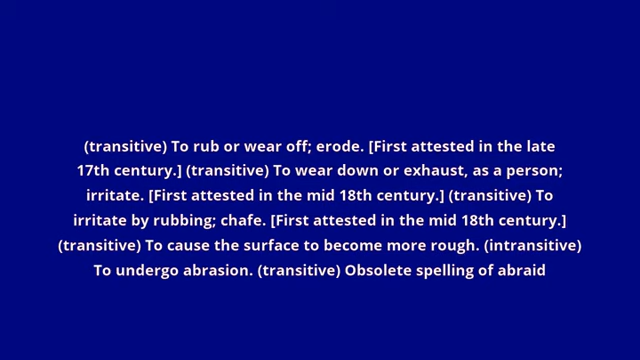 (transitive) To rub or wear off; erode. [First attested in the late
17th century.] (transitive) To wear down or exhaust, as a person;
irritate. [First attested in the mid 18th century.] (transitive) To
irritate by rubbing; chafe. [First attested in the mid 18th century.]
(transitive) To cause the surface to become more rough. (intransitive)
To undergo abrasion. (transitive) Obsolete spelling of abraid